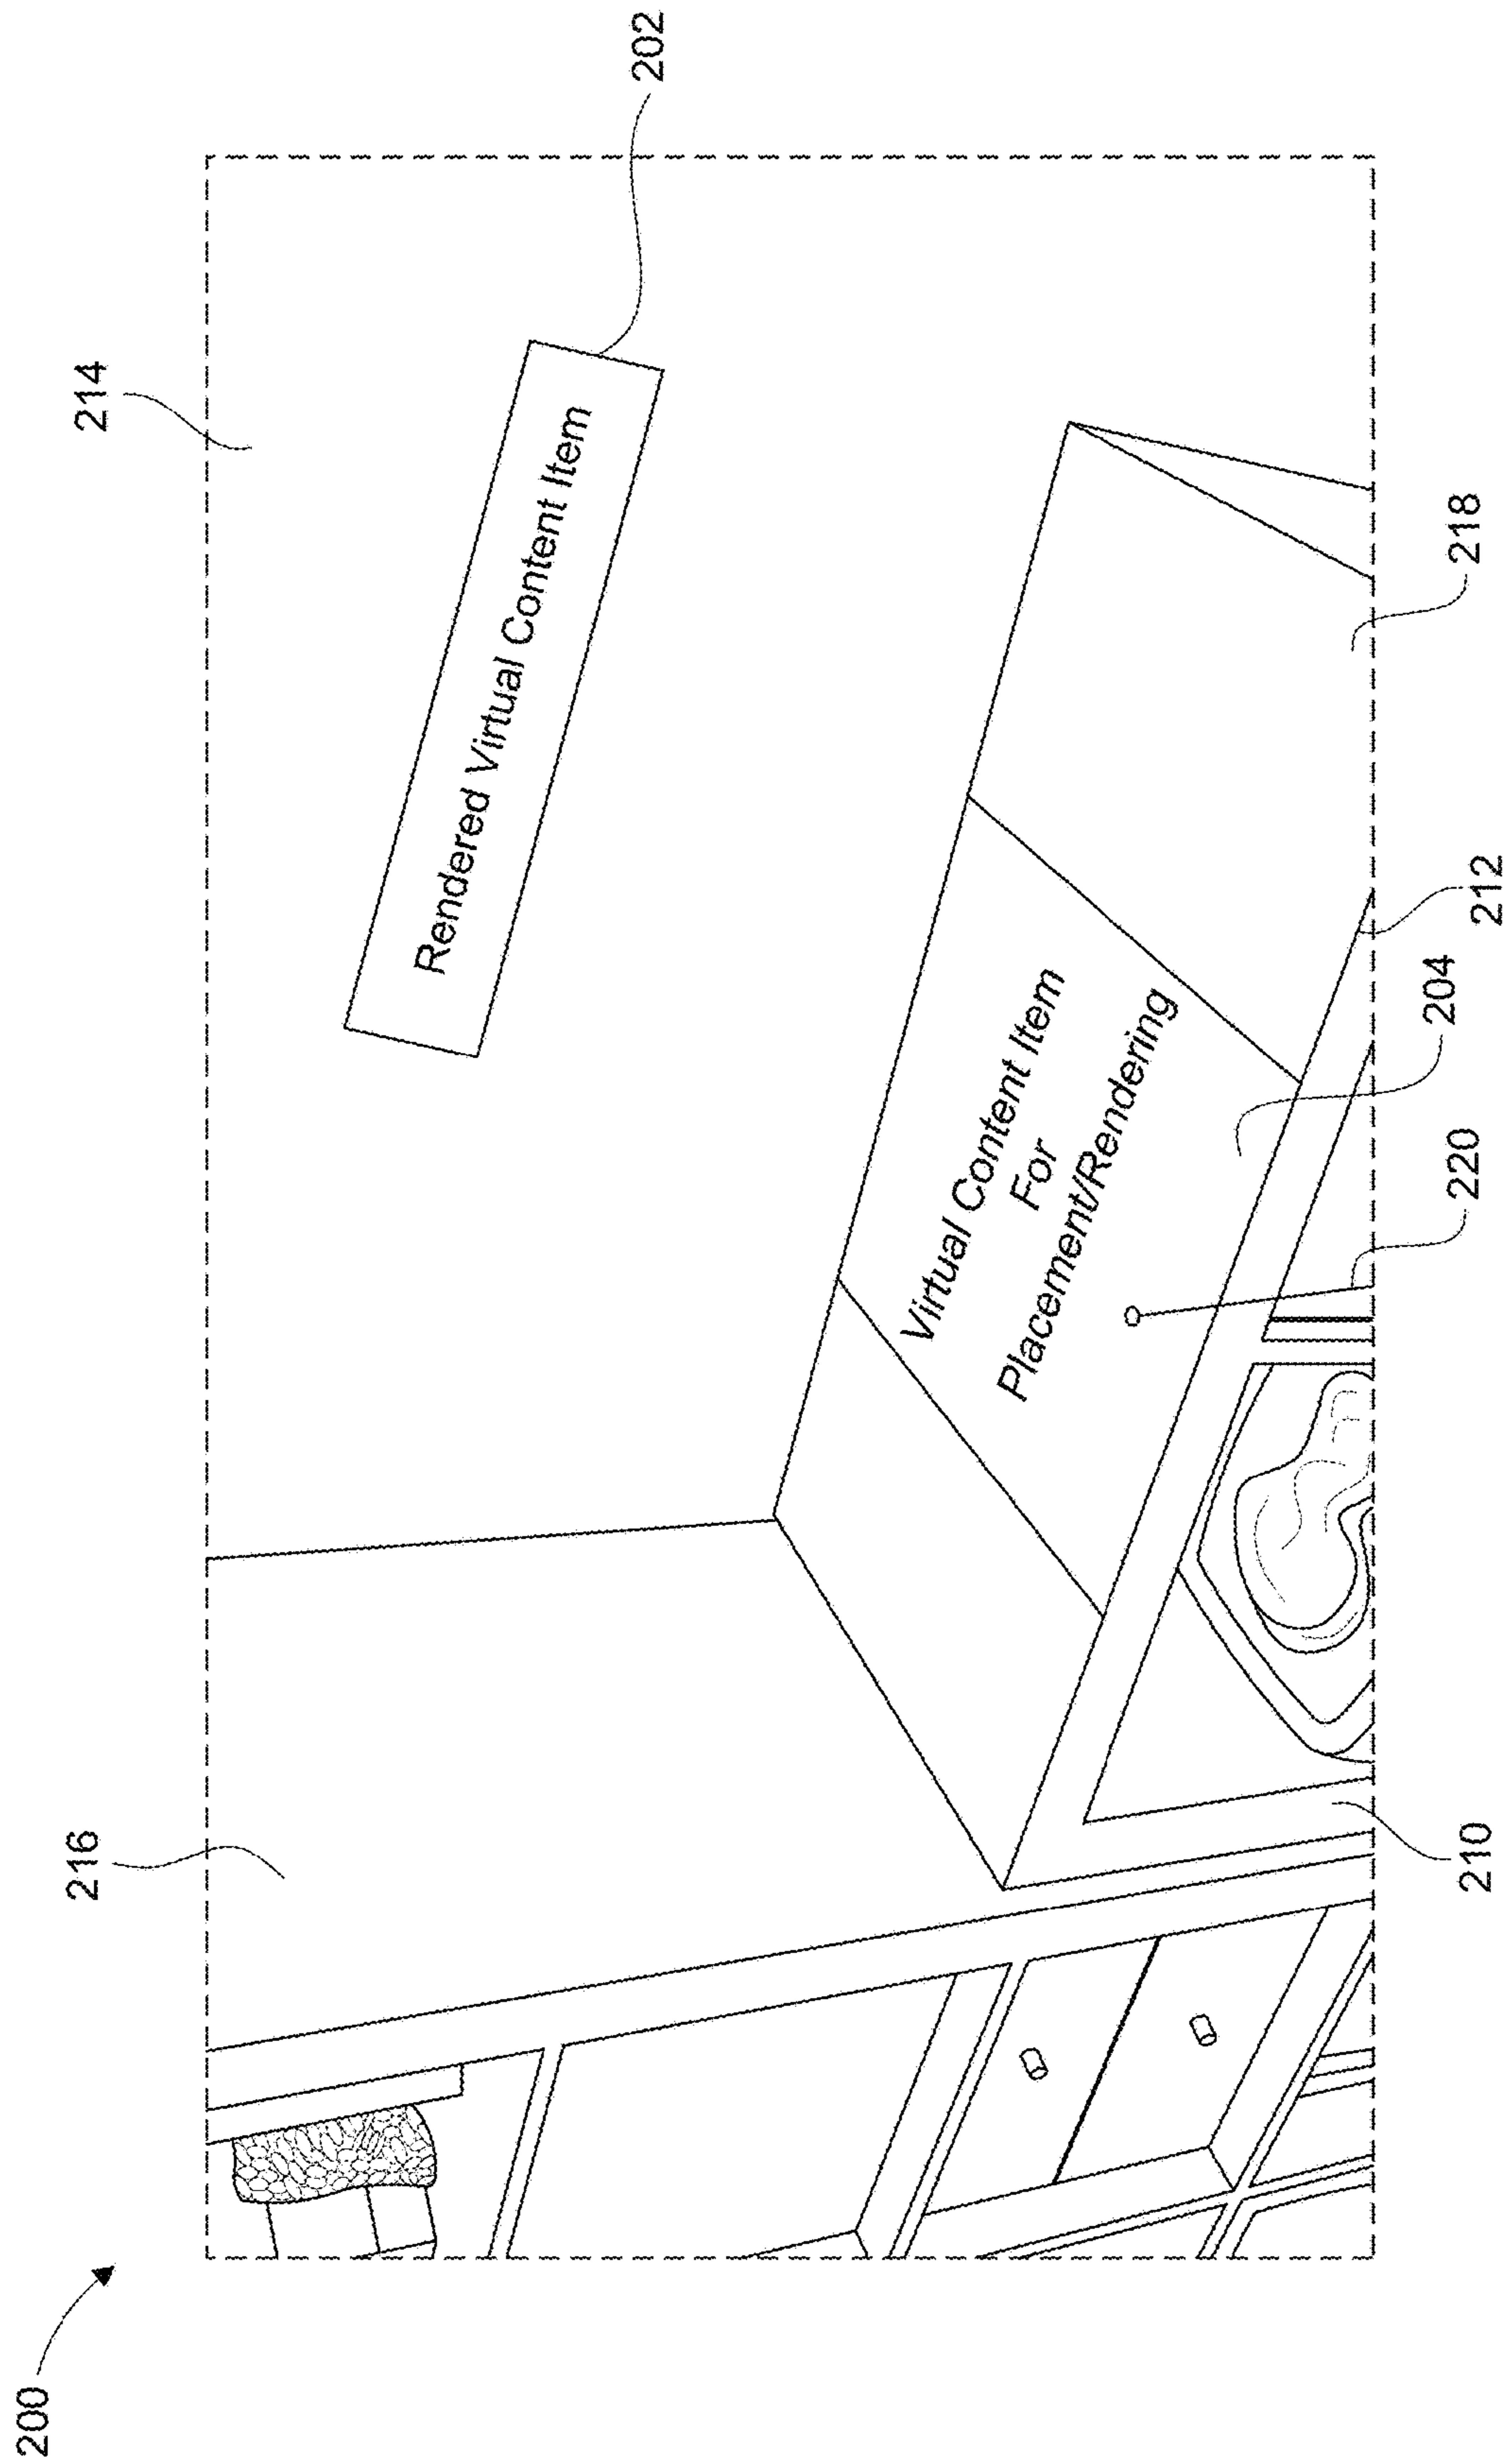 200
216
214
202
Rendered Virtual Content Item
Virtual Content Item
For
Placement/Rendering
210
220
204
212
218